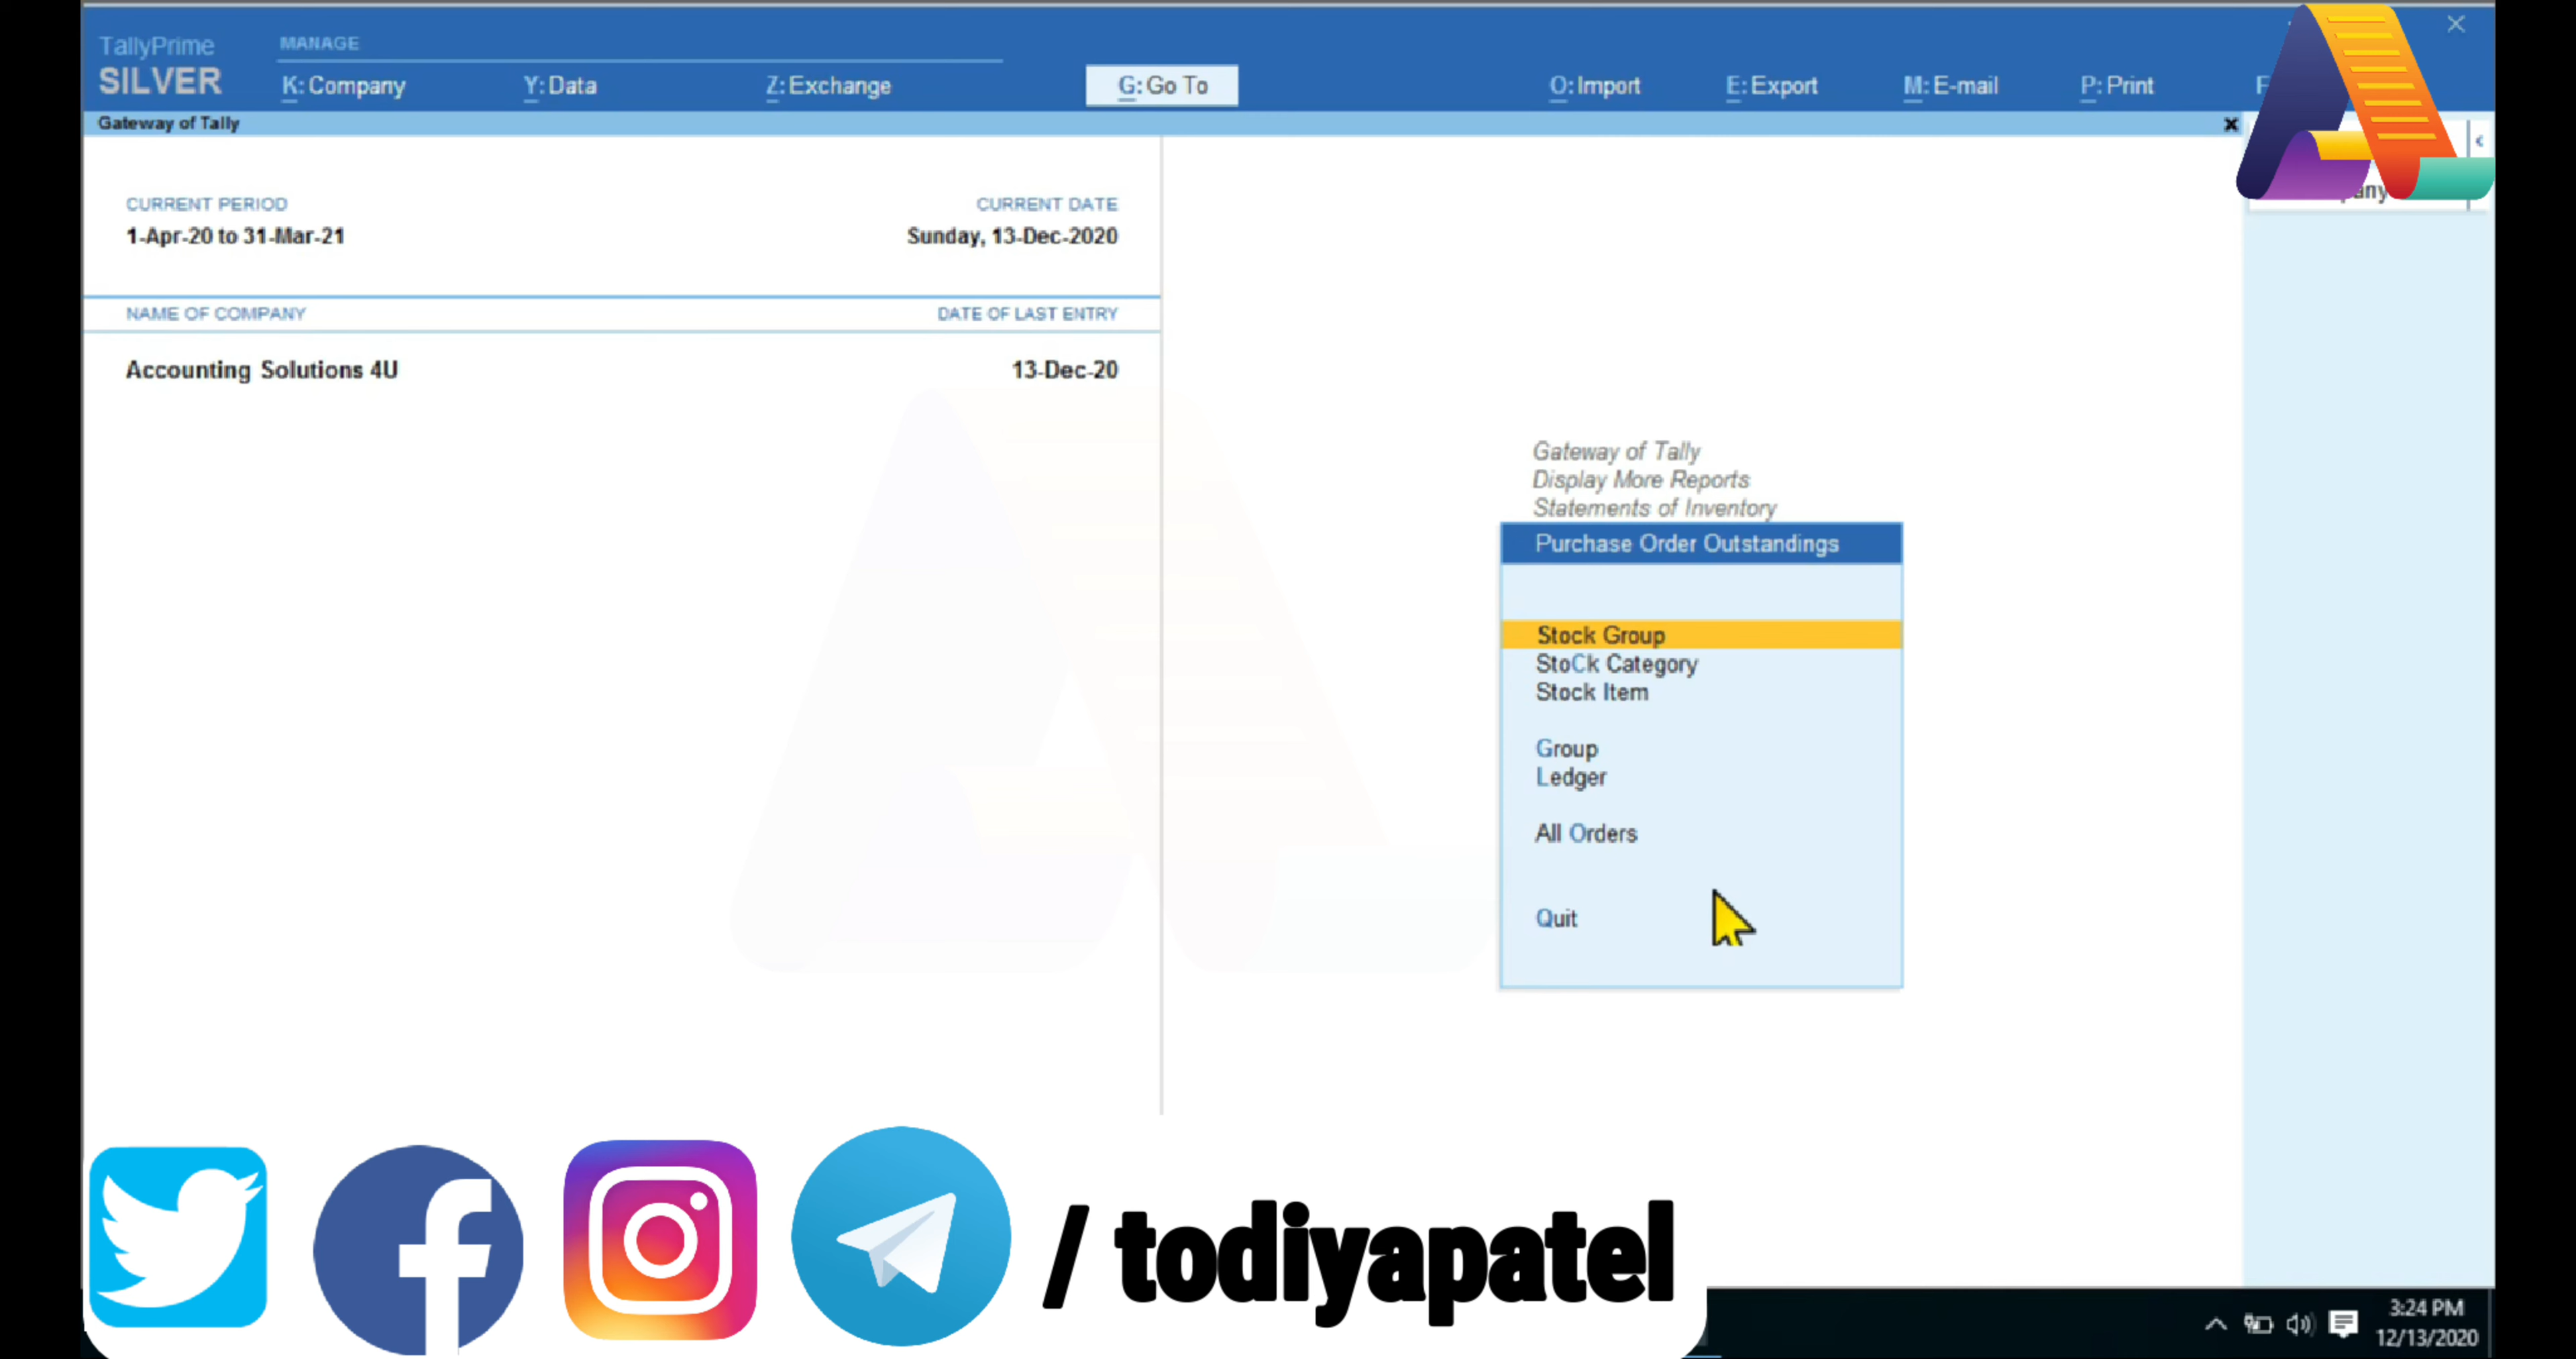 TallyPrime
SILVER
MANAGE
K: Company
Y: Data
Z: Exchange
G: Go To
O: Import
E: Export
M: E-mail
P: Print
Gateway of Tally
CURRENT PERIOD
CURRENT DATE
1-Apr-20 to 31-Mar-21
Sunday, 13-Dec-2020
NAME OF COMPANY
DATE OF LAST ENTRY
Accounting Solutions 4U
13-Dec-20
Gateway of Tally
Display More Reports
Statements of Inventory
Purchase Order Outstandings
Stock Group
StoCk Category
Stock Item
Group
Ledger
All Orders
Quit
/ todiyapatel
3:24 PM
12/13/2020